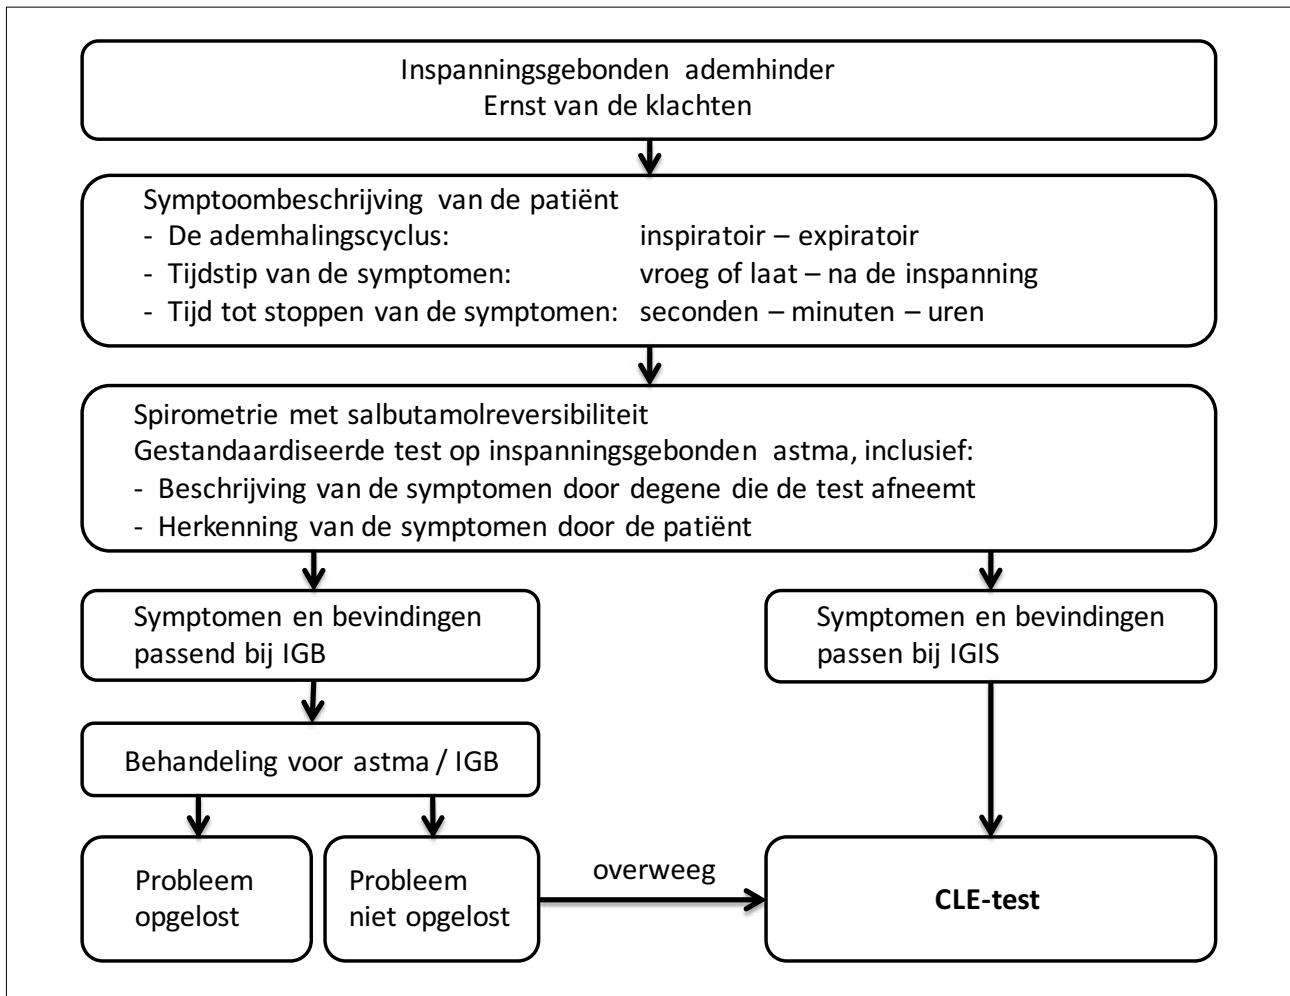 Inspanningsgebonden ademhinder
Ernst van de klachten
Symptoombeschrijving van de patiënt
- De ademhalingscyclus: inspiratoir – expiratoir
- Tijdstip van de symptomen: vroeg of laat – na de inspanning
- Tijd tot stoppen van de symptomen: seconden – minuten – uren
Spirometrie met salbutamolreversibiliteit
Gestandaardiseerde test op inspanningsgebonden astma, inclusief:
- Beschrijving van de symptomen door degene die de test afneemt
- Herkenning van de symptomen door de patiënt
Symptomen en bevindingen
passend bij IGB
Symptomen en bevindingen
passen bij IGIS
Behandeling voor astma / IGB
Probleem
opgelost
Probleem
niet opgelost
overweeg
CLE-test